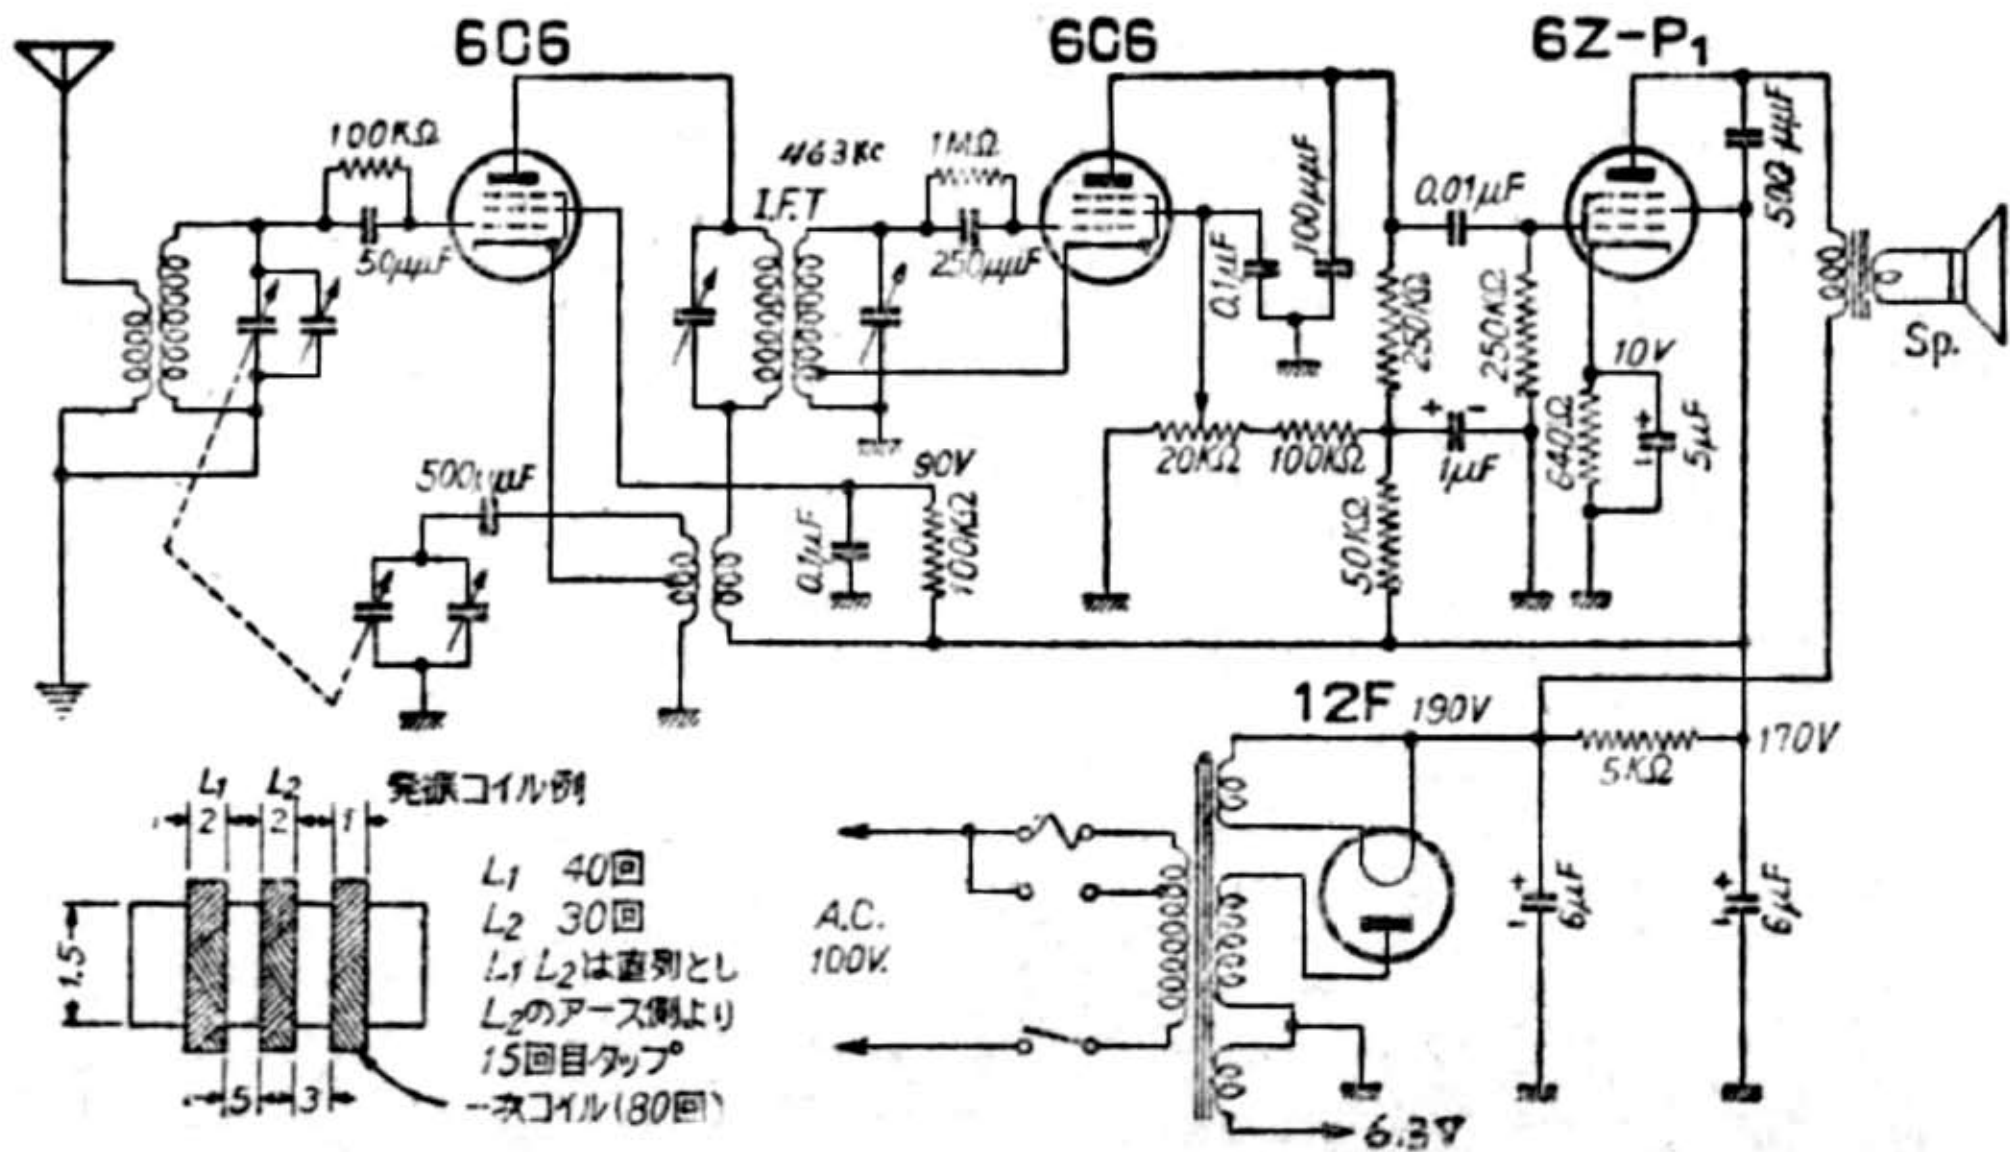 6C6
6C6
6Z-P1
100KΩ
50μμF
463KC
I.F.T
1MΩ
250μμF
0.1μF
100μμF
0.01μF
250KΩ
250KΩ
500μμF
10V
640Ω
5μF
Sp.
20KΩ
100KΩ
1μF
50KΩ
500μμF
90V
0.1μF
100KΩ
12F
190V
5KΩ
170V
6μF
6μF
A.C.
100V.
6.3V
L1
L2
発振コイル例
2
2
1
1.5
5
3
L1 40回
L2 30回
L1 L2は直列とし
L2のアース側より
15回目タップ
一次コイル(80回)